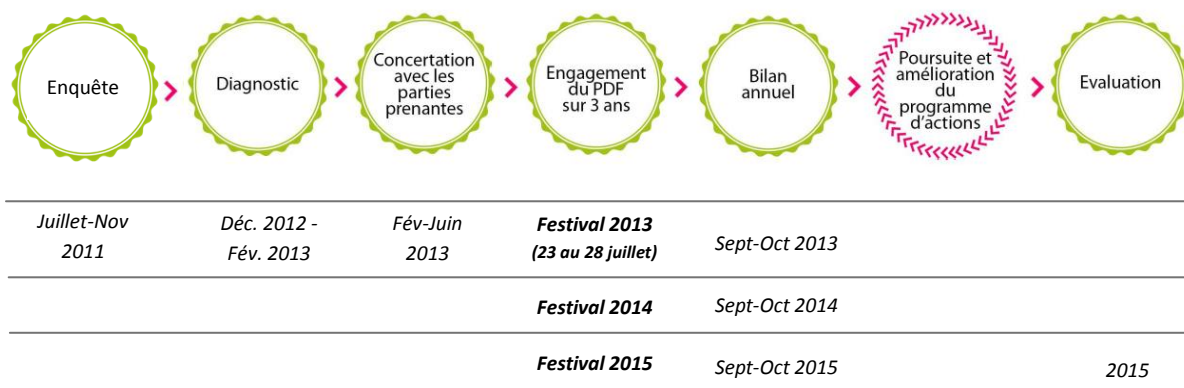 Enquête
Diagnostic
Concertation
avec les
parties
prenantes
Engagement
du PDF
sur 3 ans
Bilan
annuel
Poursuite et
amélioration
du
programme
d'actions
Evaluation
Juillet-Nov
2011
Déc. 2012 -
Fév. 2013
Fév-Juin
2013
Festival 2013
(23 au 28 juillet)
Sept-Oct 2013
Festival 2014
Sept-Oct 2014
Festival 2015
Sept-Oct 2015
2015